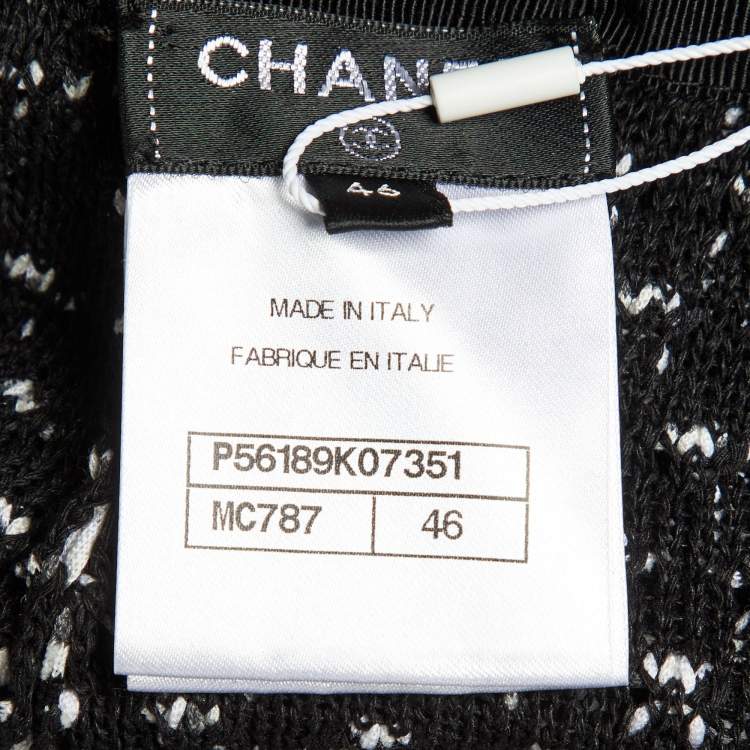 CHAN
46
MADE IN ITALY
FABRIQUE EN ITALIE
P56189K07351
MC787 46